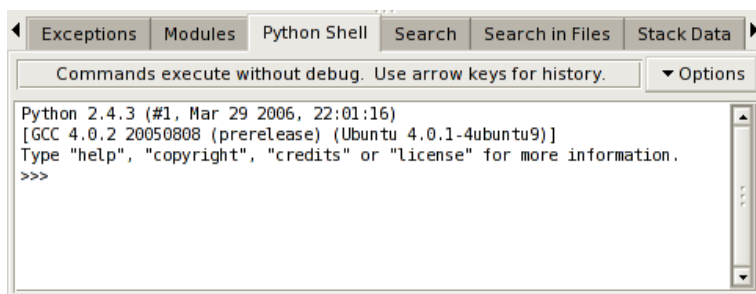 Exceptions Modules Python Shell Search Search in Files Stack Data
Commands execute without debug. Use arrow keys for history. Options
Python 2.4.3 (#1, Mar 29 2006, 22:01:16)
[GCC 4.0.2 20050808 (prerelease) (Ubuntu 4.0.1-4ubuntu9)]
Type "help", "copyright", "credits" or "license" for more information.
>>>